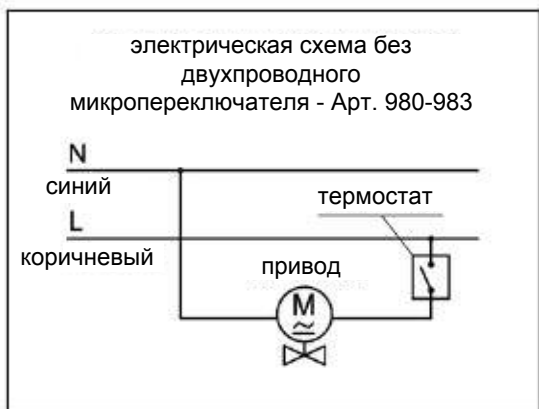 электрическая схема без
двухпроводного
микропереключателя - Арт. 980-983
N
синий
термостат
L
коричневый
привод
M
~